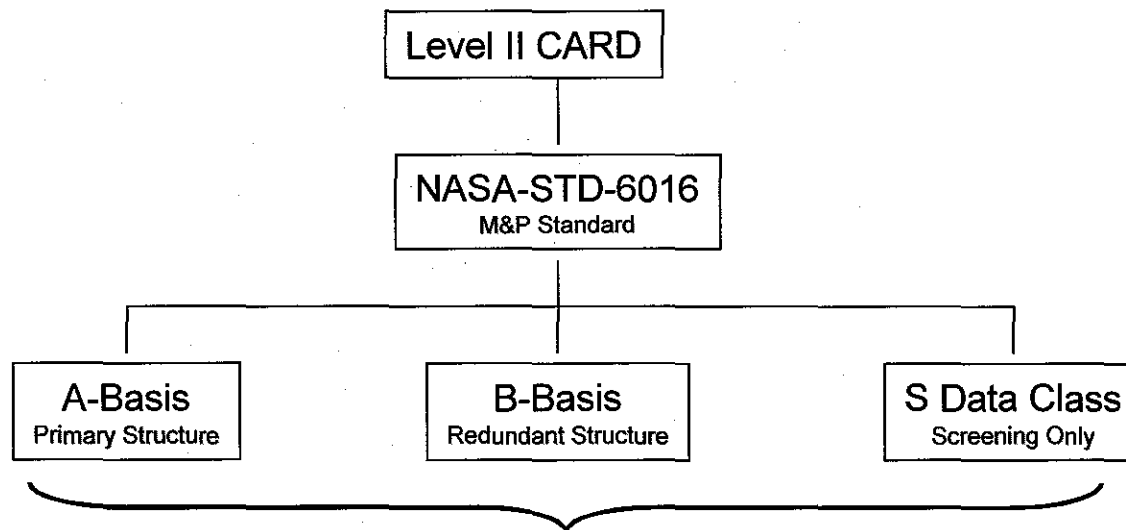 Level II CARD
NASA-STD-6016
M&P Standard
A-Basis
Primary Structure
B-Basis
Redundant Structure
S Data Class
Screening Only